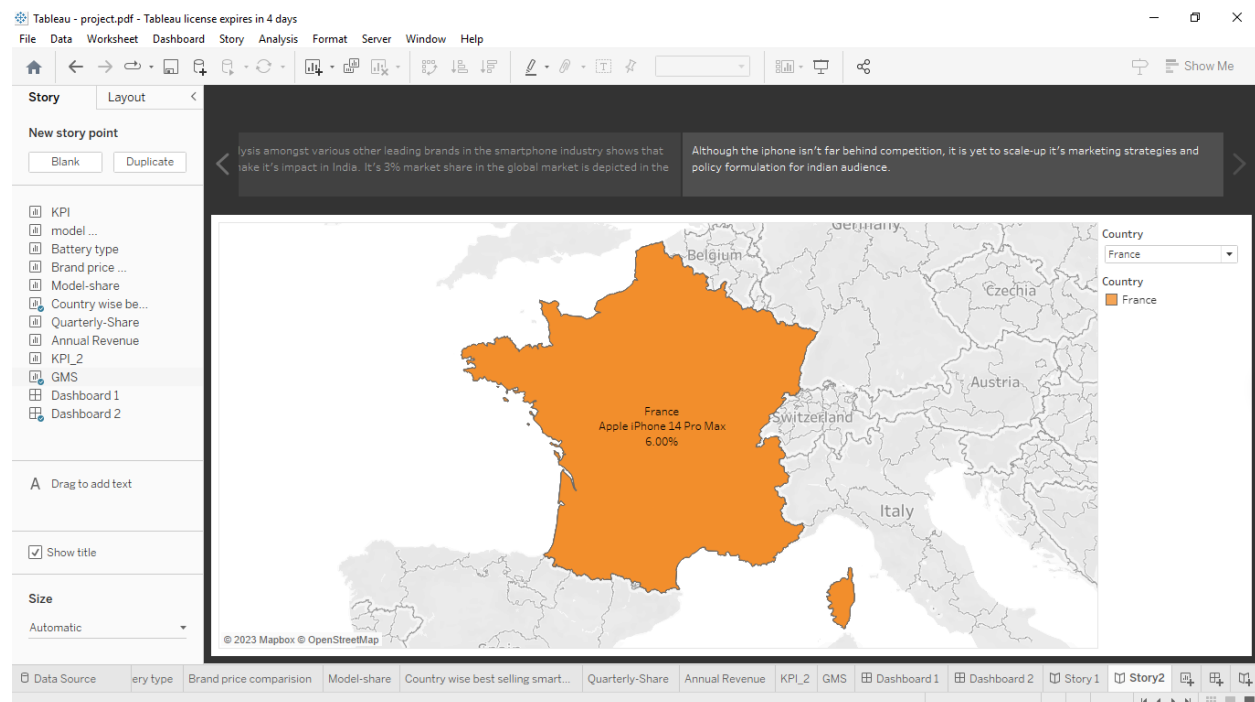 Tableau - project.pdf - Tableau license expires in 4 days
File Data Worksheet Dashboard Story Analysis Format Server Window Help
Show Me
Story Layout
New story point
Blank Duplicate
KPI
model ...
Battery type
Brand price ...
Model-share
Country wise be...
Quarterly-Share
Annual Revenue
KPI_2
GMS
Dashboard 1
Dashboard 2
A Drag to add text
Show title
Size
Automatic
lysis amongst various other leading brands in the smartphone industry shows that
ake it's impact in India. It's 3% market share in the global market is depicted in the
Although the iphone isn't far behind competition, it is yet to scale-up it's marketing strategies and
policy formulation for indian audience.
Germany
Belgium
Czechia
Austria
Switzerland
Italy
France
Apple iPhone 14 Pro Max
6.00%
© 2023 Mapbox © OpenStreetMap
Country
France
Country
France
Data Source ery type Brand price comparision Model-share Country wise best selling smart... Quarterly-Share Annual Revenue KPI_2 GMS Dashboard 1 Dashboard 2 Story 1 Story2